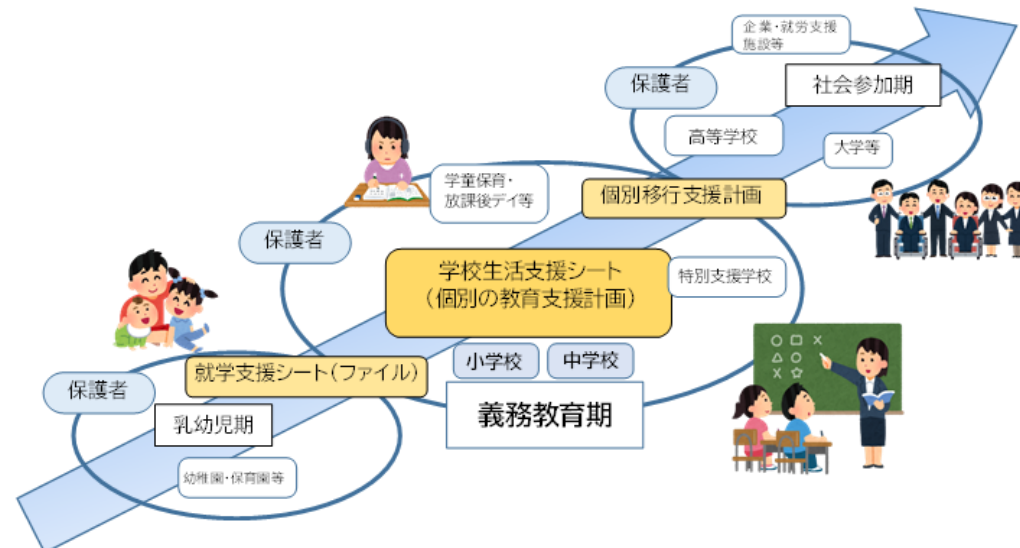 企業・就労支援
施設等
保護者
社会参加期
高等学校
大学等
学童保育・
放課後デイ等
個別移行支援計画
保護者
学校生活支援シート
(個別の教育支援計画)
特別支援学校
小学校
中学校
義務教育期
就学支援シート(ファイル)
保護者
乳幼児期
幼稚園・保育園等